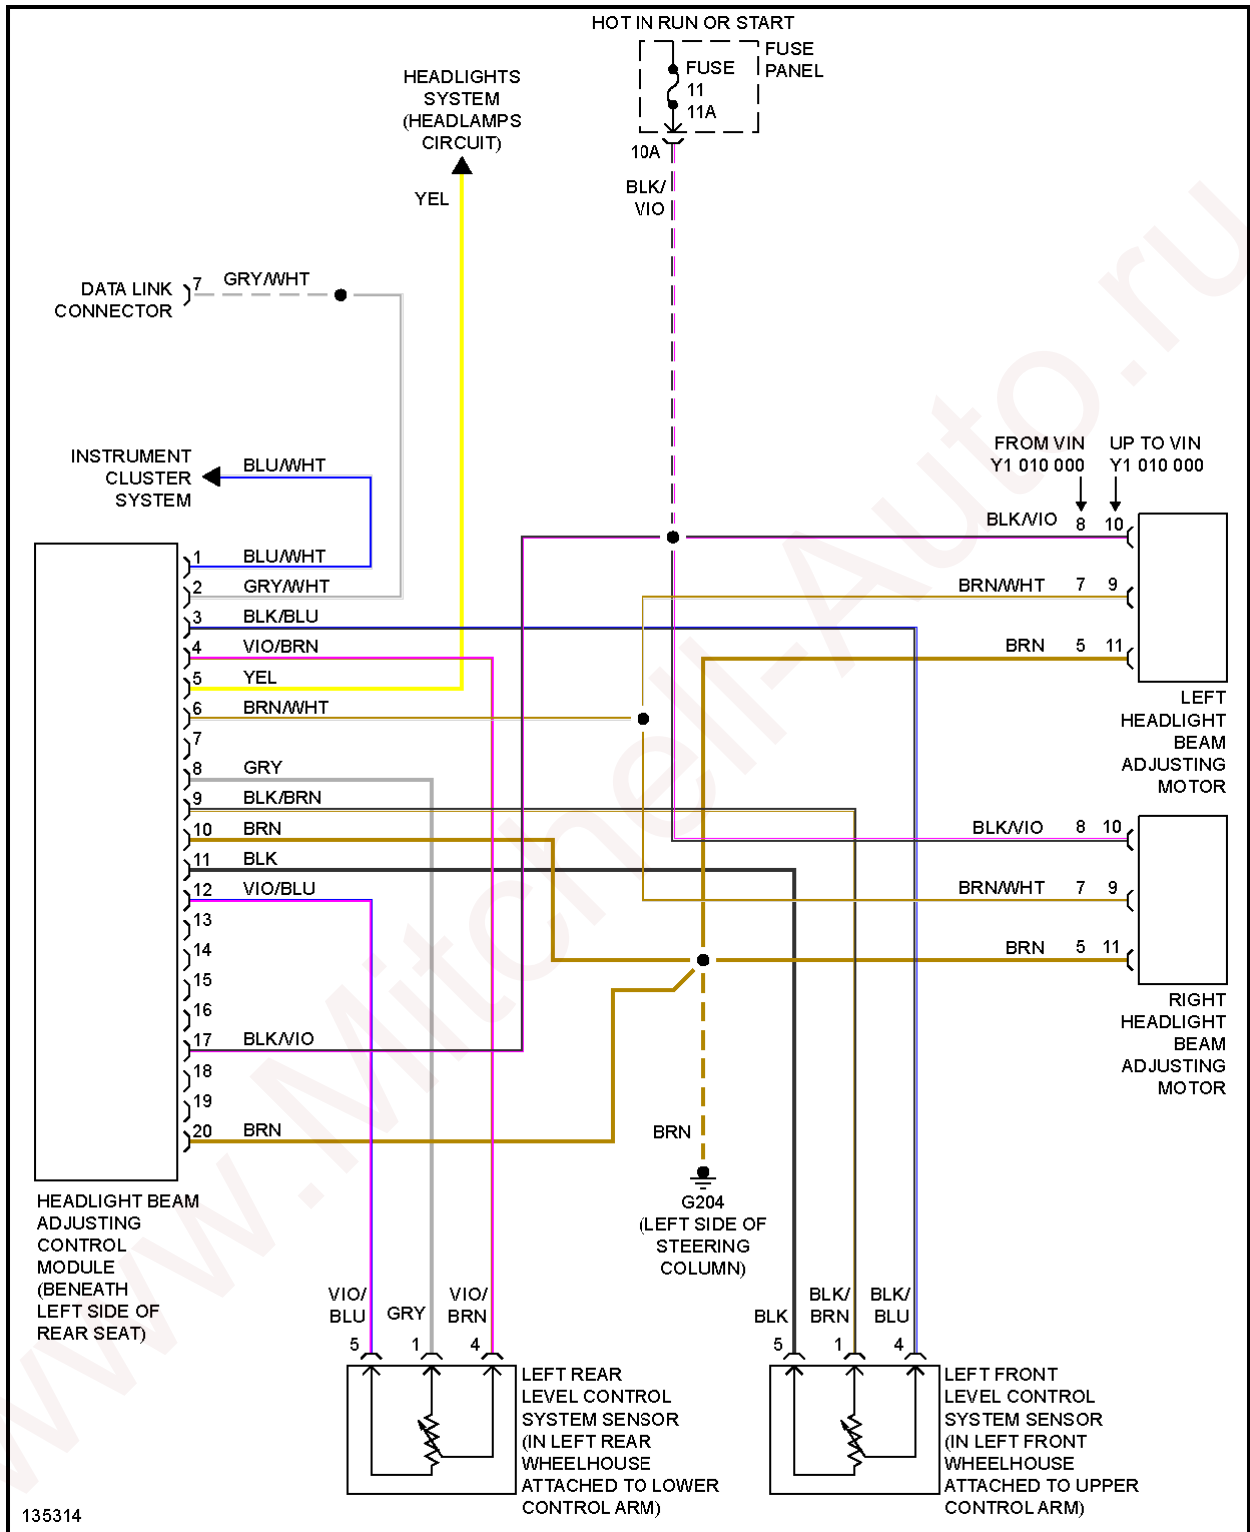 HOT IN RUN OR START
FUSE
PANEL
FUSE
11
11A
10A
BLK/
VIO
HEADLIGHTS
SYSTEM
(HEADLAMPS
CIRCUIT)
YEL
DATA LINK
CONNECTOR
7
GRY/WHT
INSTRUMENT
CLUSTER
SYSTEM
BLU/WHT
FROM VIN
Y1 010 000
UP TO VIN
Y1 010 000
BLK/VIO 8 10
BRN/WHT 7 9
BRN 5 11
LEFT
HEADLIGHT
BEAM
ADJUSTING
MOTOR
1 BLU/WHT
2 GRY/WHT
3 BLK/BLU
4 VIO/BRN
5 YEL
6 BRN/WHT
7
8 GRY
9 BLK/BRN
10 BRN
11 BLK
12 VIO/BLU
13
14
15
16
17 BLK/VIO
18
19
20 BRN
BLK/VIO 8 10
BRN/WHT 7 9
BRN 5 11
RIGHT
HEADLIGHT
BEAM
ADJUSTING
MOTOR
HEADLIGHT BEAM
ADJUSTING
CONTROL
MODULE
(BENEATH
LEFT SIDE OF
REAR SEAT)
BRN
G204
(LEFT SIDE OF
STEERING
COLUMN)
VIO/
BLU
5
GRY
1
VIO/
BRN
4
LEFT REAR
LEVEL CONTROL
SYSTEM SENSOR
(IN LEFT REAR
WHEELHOUSE
ATTACHED TO LOWER
CONTROL ARM)
BLK
5
BLK/
BRN
1
BLK/
BLU
4
LEFT FRONT
LEVEL CONTROL
SYSTEM SENSOR
(IN LEFT FRONT
WHEELHOUSE
ATTACHED TO UPPER
CONTROL ARM)
135314
www.Mitchell-Auto.ru